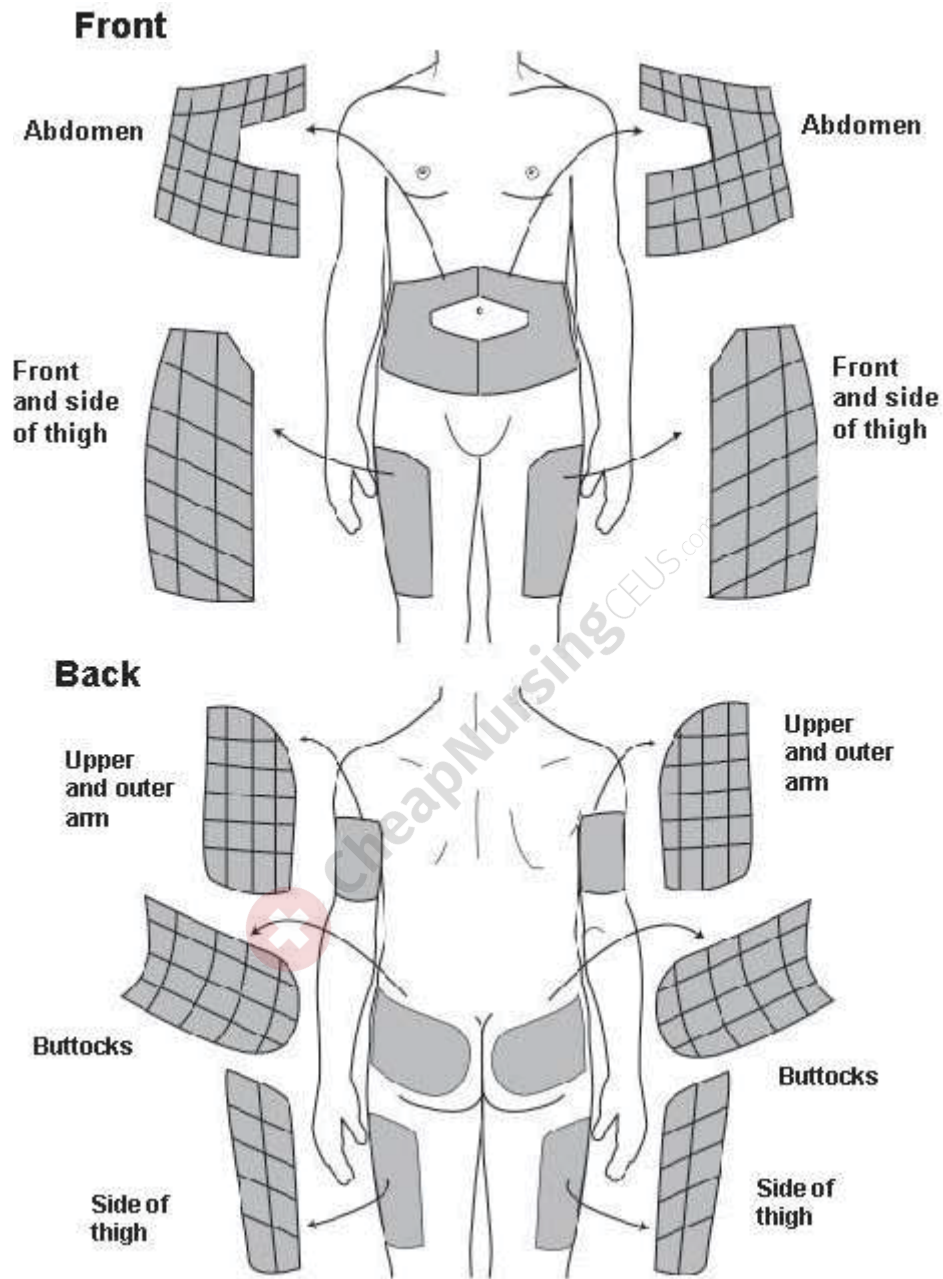 Front
Abdomen
Abdomen
Front
and side
of thigh
Front
and side
of thigh
CheapNursingCEUS.com
Back
Upper
and outer
arm
Upper
and outer
arm
Buttocks
Buttocks
Side of
thigh
Side of
thigh